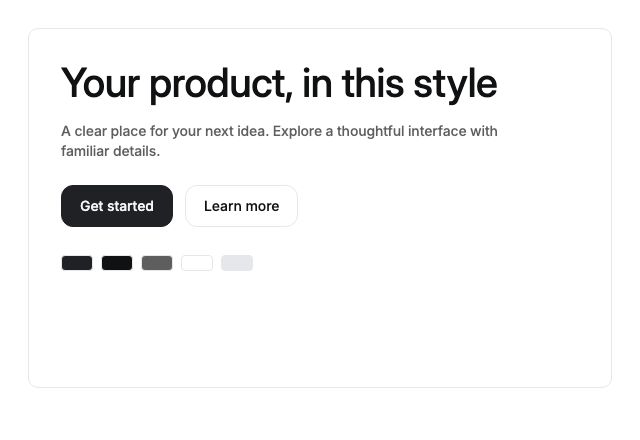 Your product, in this style
A clear place for your next idea. Explore a thoughtful interface with
familiar details.
Get started
Learn more